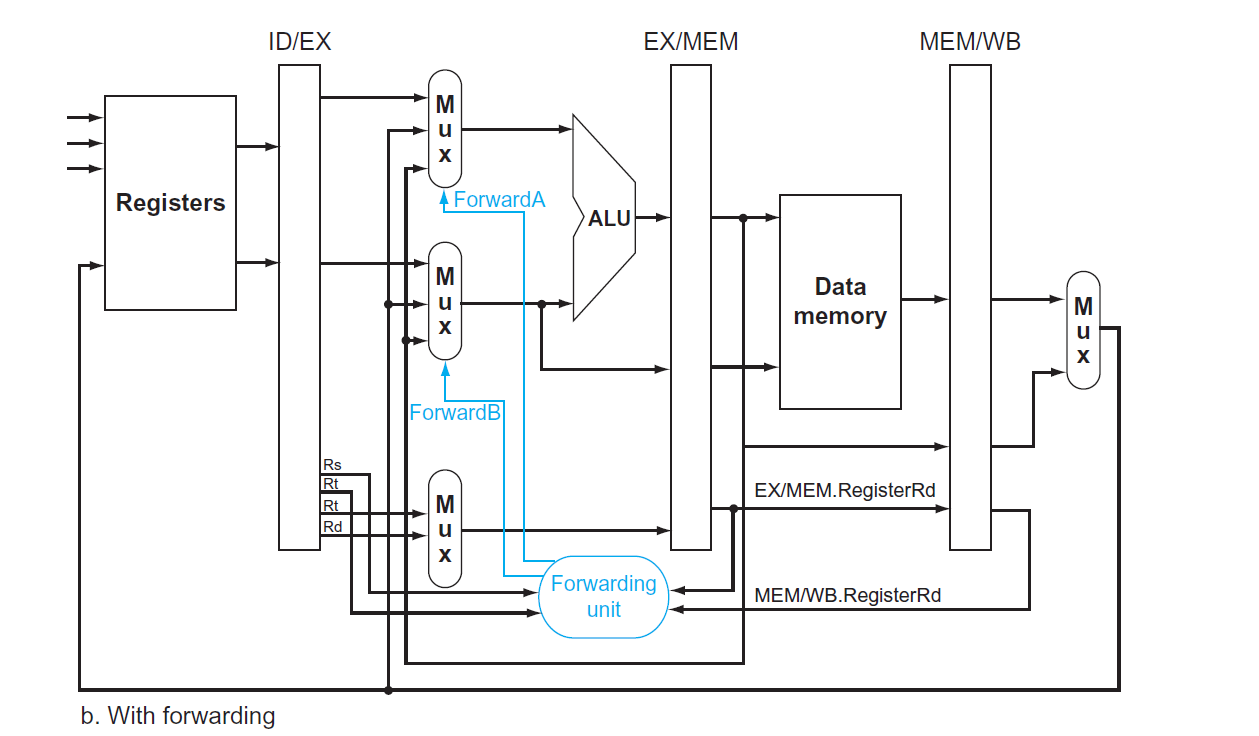 ID/EX
EX/MEM
MEM/WB
M
u
x
Registers
ForwardA
ALU
M
u
x
Data
memory
M
u
x
ForwardB
Rs
Rt
Rt
Rd
M
u
x
EX/MEM.RegisterRd
Forwarding
unit
MEM/WB.RegisterRd
b. With forwarding